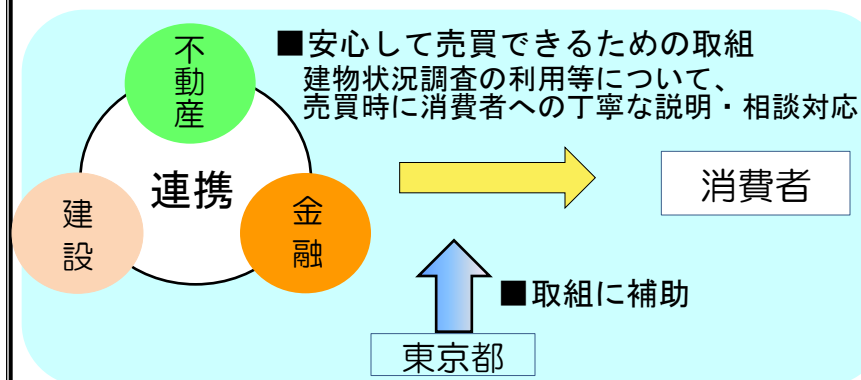 不動産
■安心して売買できるための取組
建物状況調査の利用等について、
売買時に消費者への丁寧な説明・相談対応
連携
消費者
建設
金融
■取組に補助
東京都